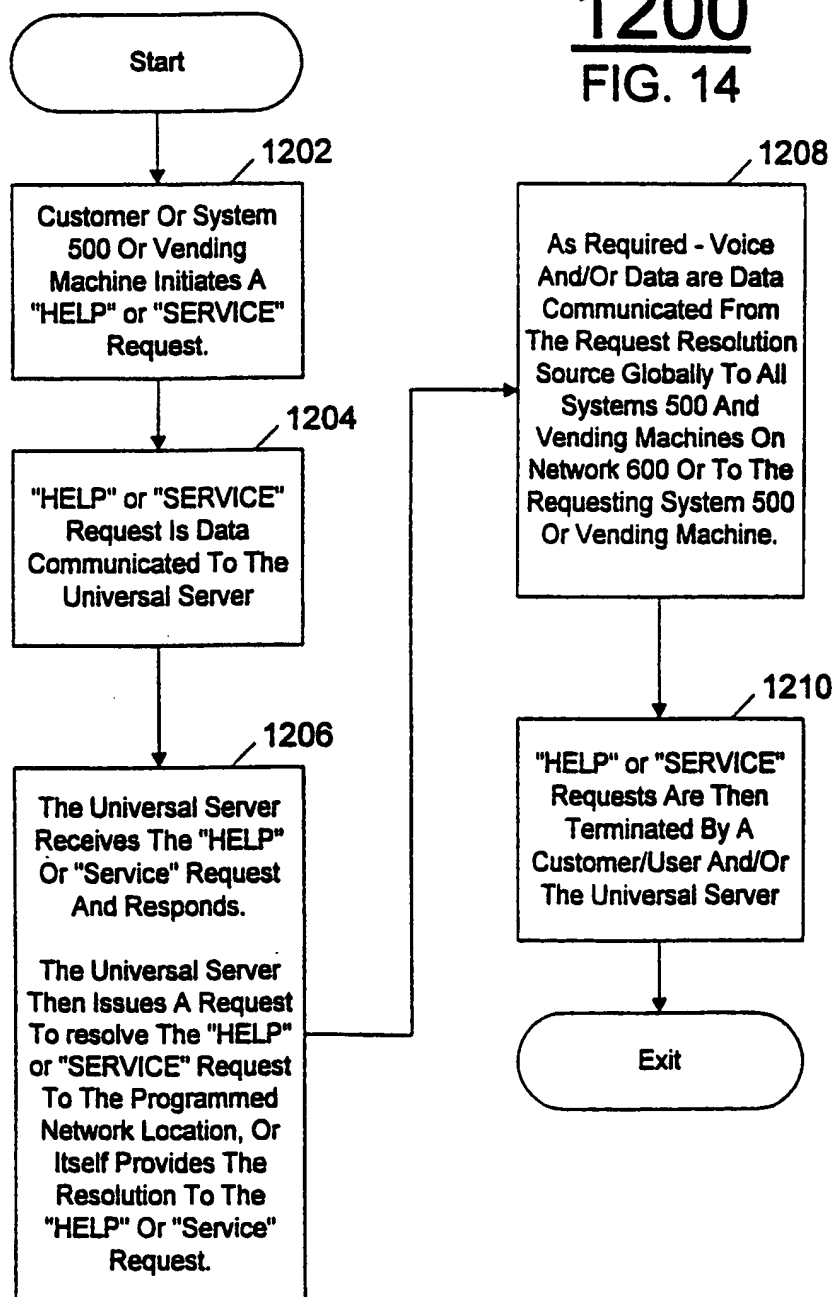 1200
FIG. 14
Start
1202
Customer Or System
500 Or Vending
Machine Initiates A
"HELP" or "SERVICE"
Request.
1204
"HELP" or "SERVICE"
Request Is Data
Communicated To The
Universal Server
1206
The Universal Server
Receives The "HELP"
Or "Service" Request
And Responds.
The Universal Server
Then Issues A Request
To resolve The "HELP"
or "SERVICE" Request
To The Programmed
Network Location, Or
Itself Provides The
Resolution To The
"HELP" Or "Service"
Request.
1208
As Required - Voice
And/Or Data are Data
Communicated From
The Request Resolution
Source Globally To All
Systems 500 And
Vending Machines On
Network 600 Or To The
Requesting System 500
Or Vending Machine.
1210
"HELP" or "SERVICE"
Requests Are Then
Terminated By A
Customer/User And/Or
The Universal Server
Exit